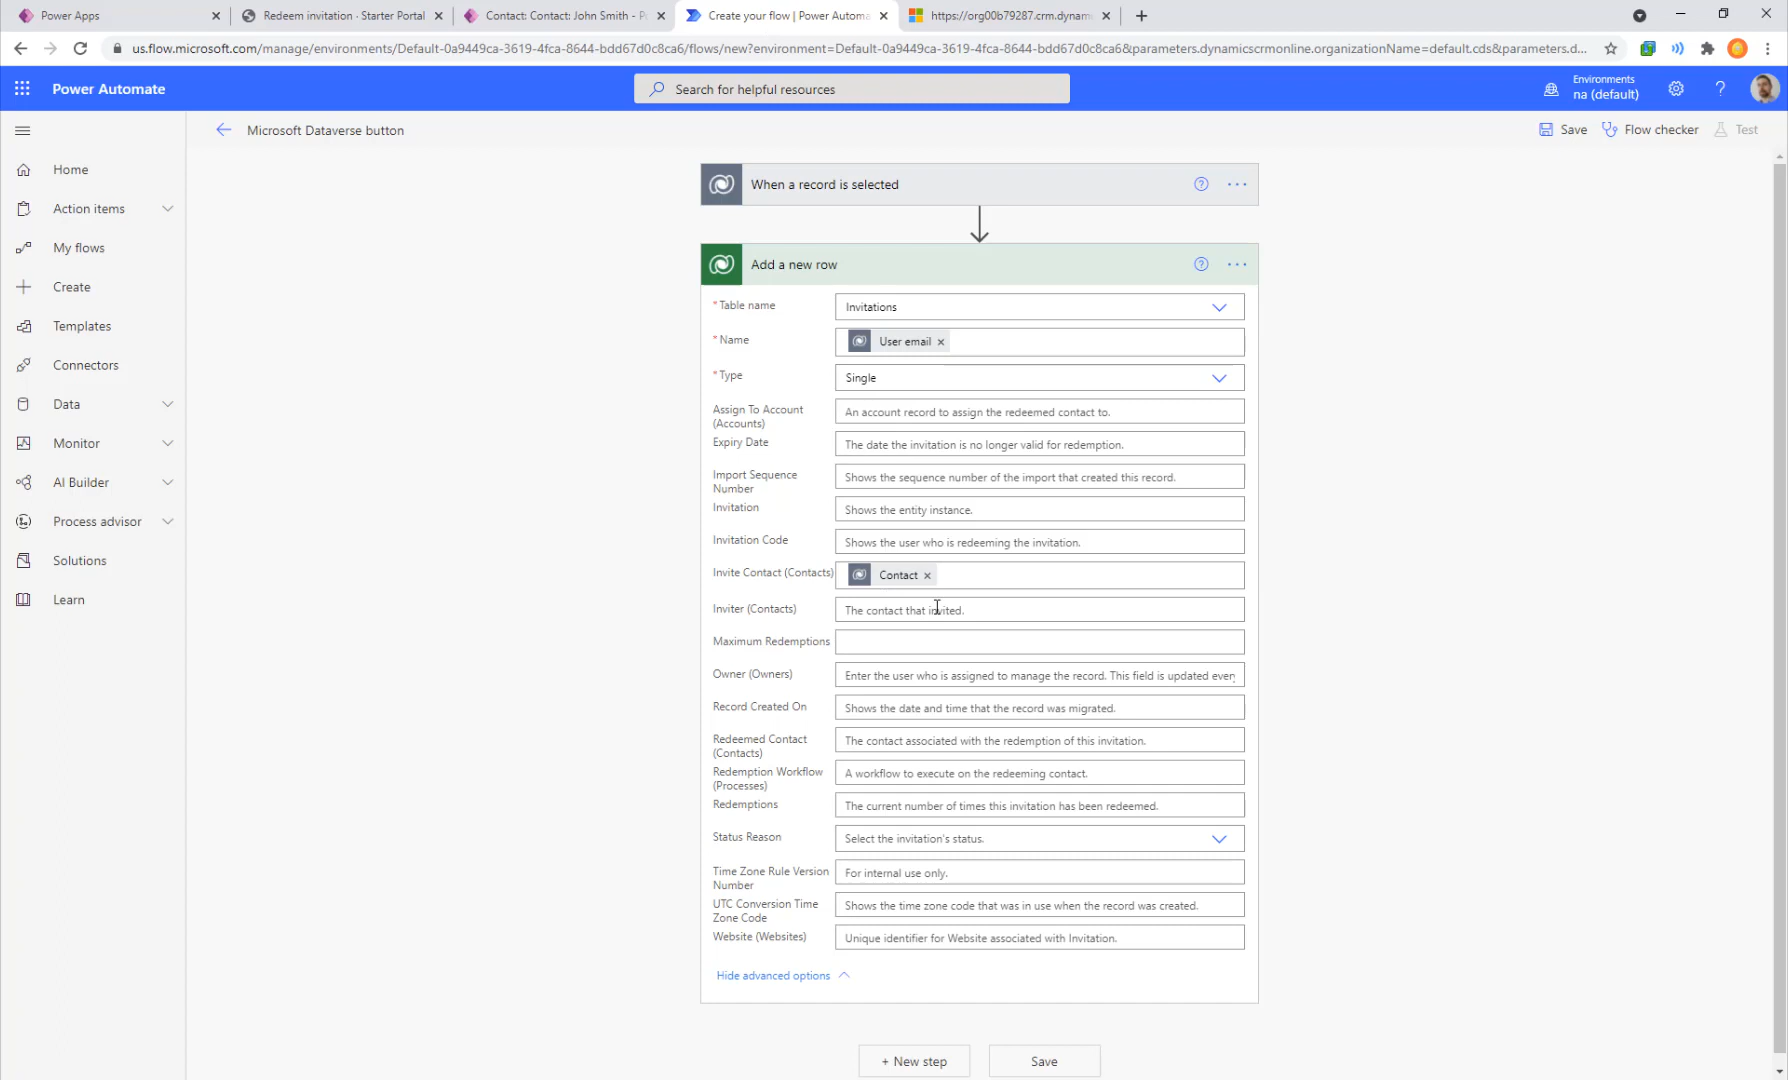 Power Apps
Redeem invitation · Starter Portal
Contact: Contact: John Smith - P
Create your flow | Power Automa
https://org00b79287.crm.dynam
us.flow.microsoft.com/manage/environments/Default-0a9449ca-3619-4fca-8644-bdd67d0c8ca6/flows/new?environment=Default-0a9449ca-3619-4fca-8644-bdd67d0c8ca6&parameters.dynamicscrmonline.organizationName=default.cds&parameters.d...
Power Automate
Search for helpful resources
Environments
na (default)
Microsoft Dataverse button
Save
Flow checker
Test
Home
Action items
My flows
Create
Templates
Connectors
Data
Monitor
AI Builder
Process advisor
Solutions
Learn
When a record is selected
Add a new row
* Table name
Invitations
* Name
User email
* Type
Single
Assign To Account
(Accounts)
An account record to assign the redeemed contact to.
Expiry Date
The date the invitation is no longer valid for redemption.
Import Sequence
Number
Shows the sequence number of the import that created this record.
Invitation
Shows the entity instance.
Invitation Code
Shows the user who is redeeming the invitation.
Invite Contact (Contacts)
Contact
Inviter (Contacts)
The contact that invited.
Maximum Redemptions
Owner (Owners)
Enter the user who is assigned to manage the record. This field is updated every
Record Created On
Shows the date and time that the record was migrated.
Redeemed Contact
(Contacts)
The contact associated with the redemption of this invitation.
Redemption Workflow
(Processes)
A workflow to execute on the redeeming contact.
Redemptions
The current number of times this invitation has been redeemed.
Status Reason
Select the invitation's status.
Time Zone Rule Version
Number
For internal use only.
UTC Conversion Time
Zone Code
Shows the time zone code that was in use when the record was created.
Website (Websites)
Unique identifier for Website associated with Invitation.
Hide advanced options
+ New step
Save